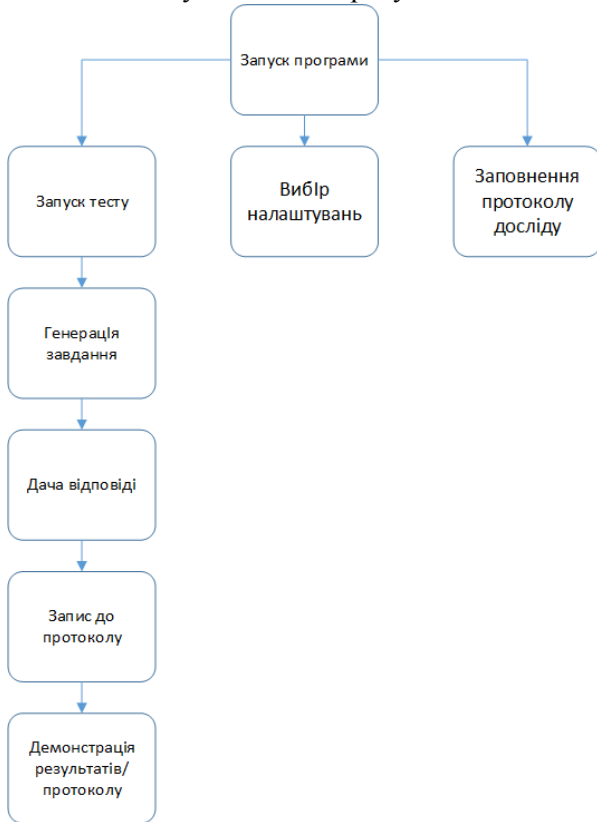 Запуск програми
Запуск тесту
Вибір
налаштувань
Заповнення
протоколу
досліду
Генерація
завдання
Дача відповіді
Запис до
протоколу
Демонстрація
результатів/
протоколу